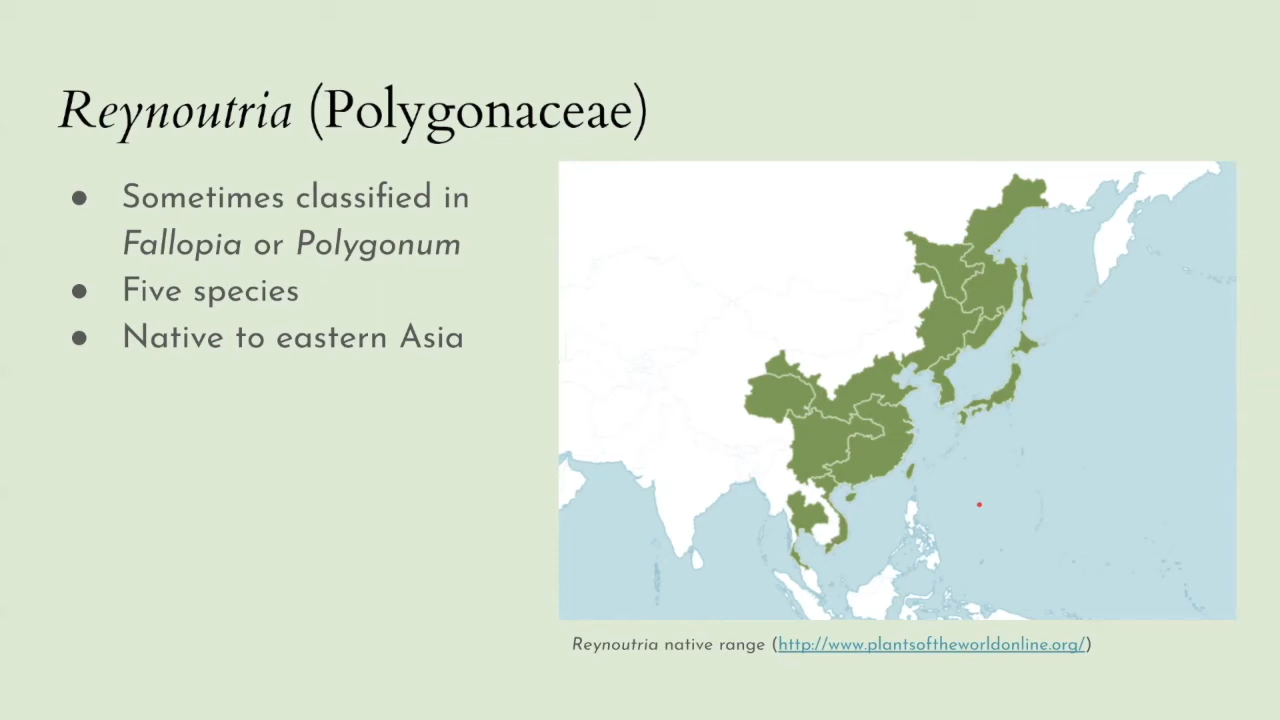 Reynoutria (Polygonaceae)
● Sometimes classified in
Fallopia or Polygonum
● Five species
● Native to eastern Asia
Reynoutria native range (http://www.plantsoftheworldonline.org/)